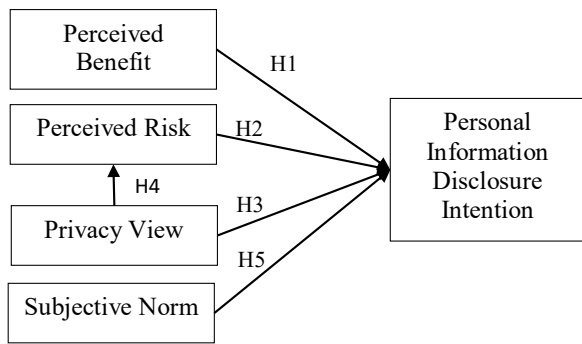 Perceived
Benefit
H1
Perceived Risk
H2
Personal
Information
Disclosure
Intention
H4
H3
Privacy View
H5
Subjective Norm